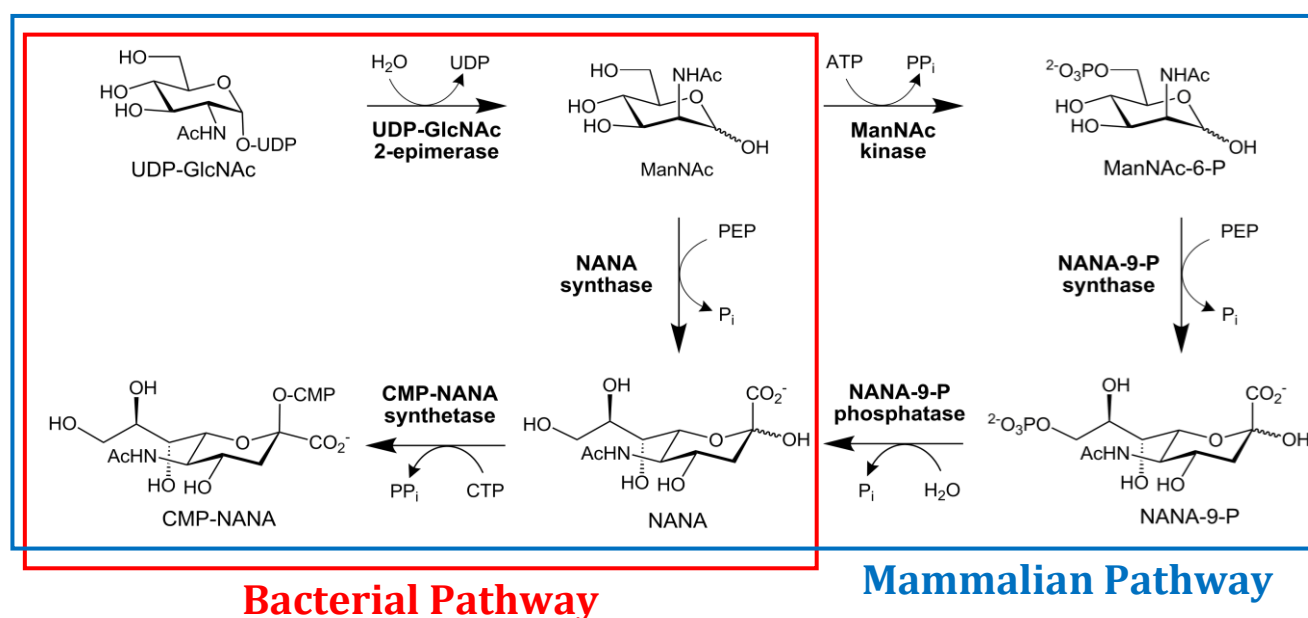 HO
HO
HO
O
AcHN
O-UDP
UDP-GlcNAc
H₂O
UDP
UDP-GlcNAc
2-epimerase
HO
NHAc
HO
O
HO
OH
ManNAc
ATP
PPᵢ
ManNAc
kinase
²⁻O₃PO
NHAc
HO
O
HO
OH
ManNAc-6-P
NANA
synthase
PEP
Pᵢ
NANA-9-P
synthase
PEP
Pᵢ
OH
O-CMP
HO
O
CO₂⁻
AcHN
HO
HO
CMP-NANA
CMP-NANA
synthetase
PPᵢ
CTP
OH
CO₂⁻
HO
O
OH
AcHN
HO
HO
NANA
NANA-9-P
phosphatase
Pᵢ
H₂O
OH
CO₂⁻
²⁻O₃PO
O
OH
AcHN
HO
HO
NANA-9-P
Bacterial Pathway
Mammalian Pathway